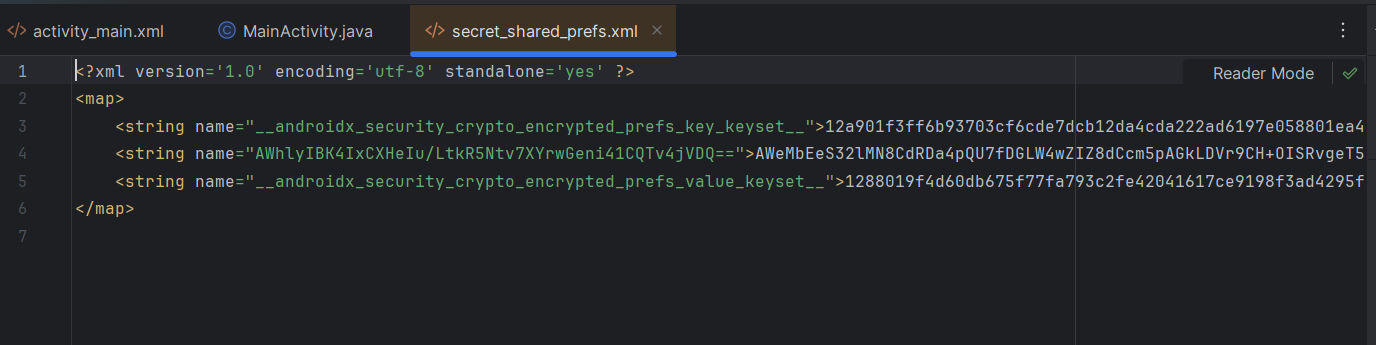 activity_main.xml MainActivity.java secret_shared_prefs.xml
1 <?xml version='1.0' encoding='utf-8' standalone='yes' ?> Reader Mode
2 <map>
3 <string name="__androidx_security_crypto_encrypted_prefs_key_keyset__">12a901f3ff6b93703cf6cde7dcb12da4cda222ad6197e058801ea4
4 <string name="AWhlyIBK4IxCXHeIu/LtkR5Ntv7XYrwGeni41CQTv4jVDQ==">AWeMbEeS32lMN8CdRDa4pQU7fDGLW4wZIZ8dCcm5pAGkLDVr9CH+OISRvgeT5
5 <string name="__androidx_security_crypto_encrypted_prefs_value_keyset__">1288019f4d60db675f77fa793c2fe42041617ce9198f3ad4295f
6 </map>
7